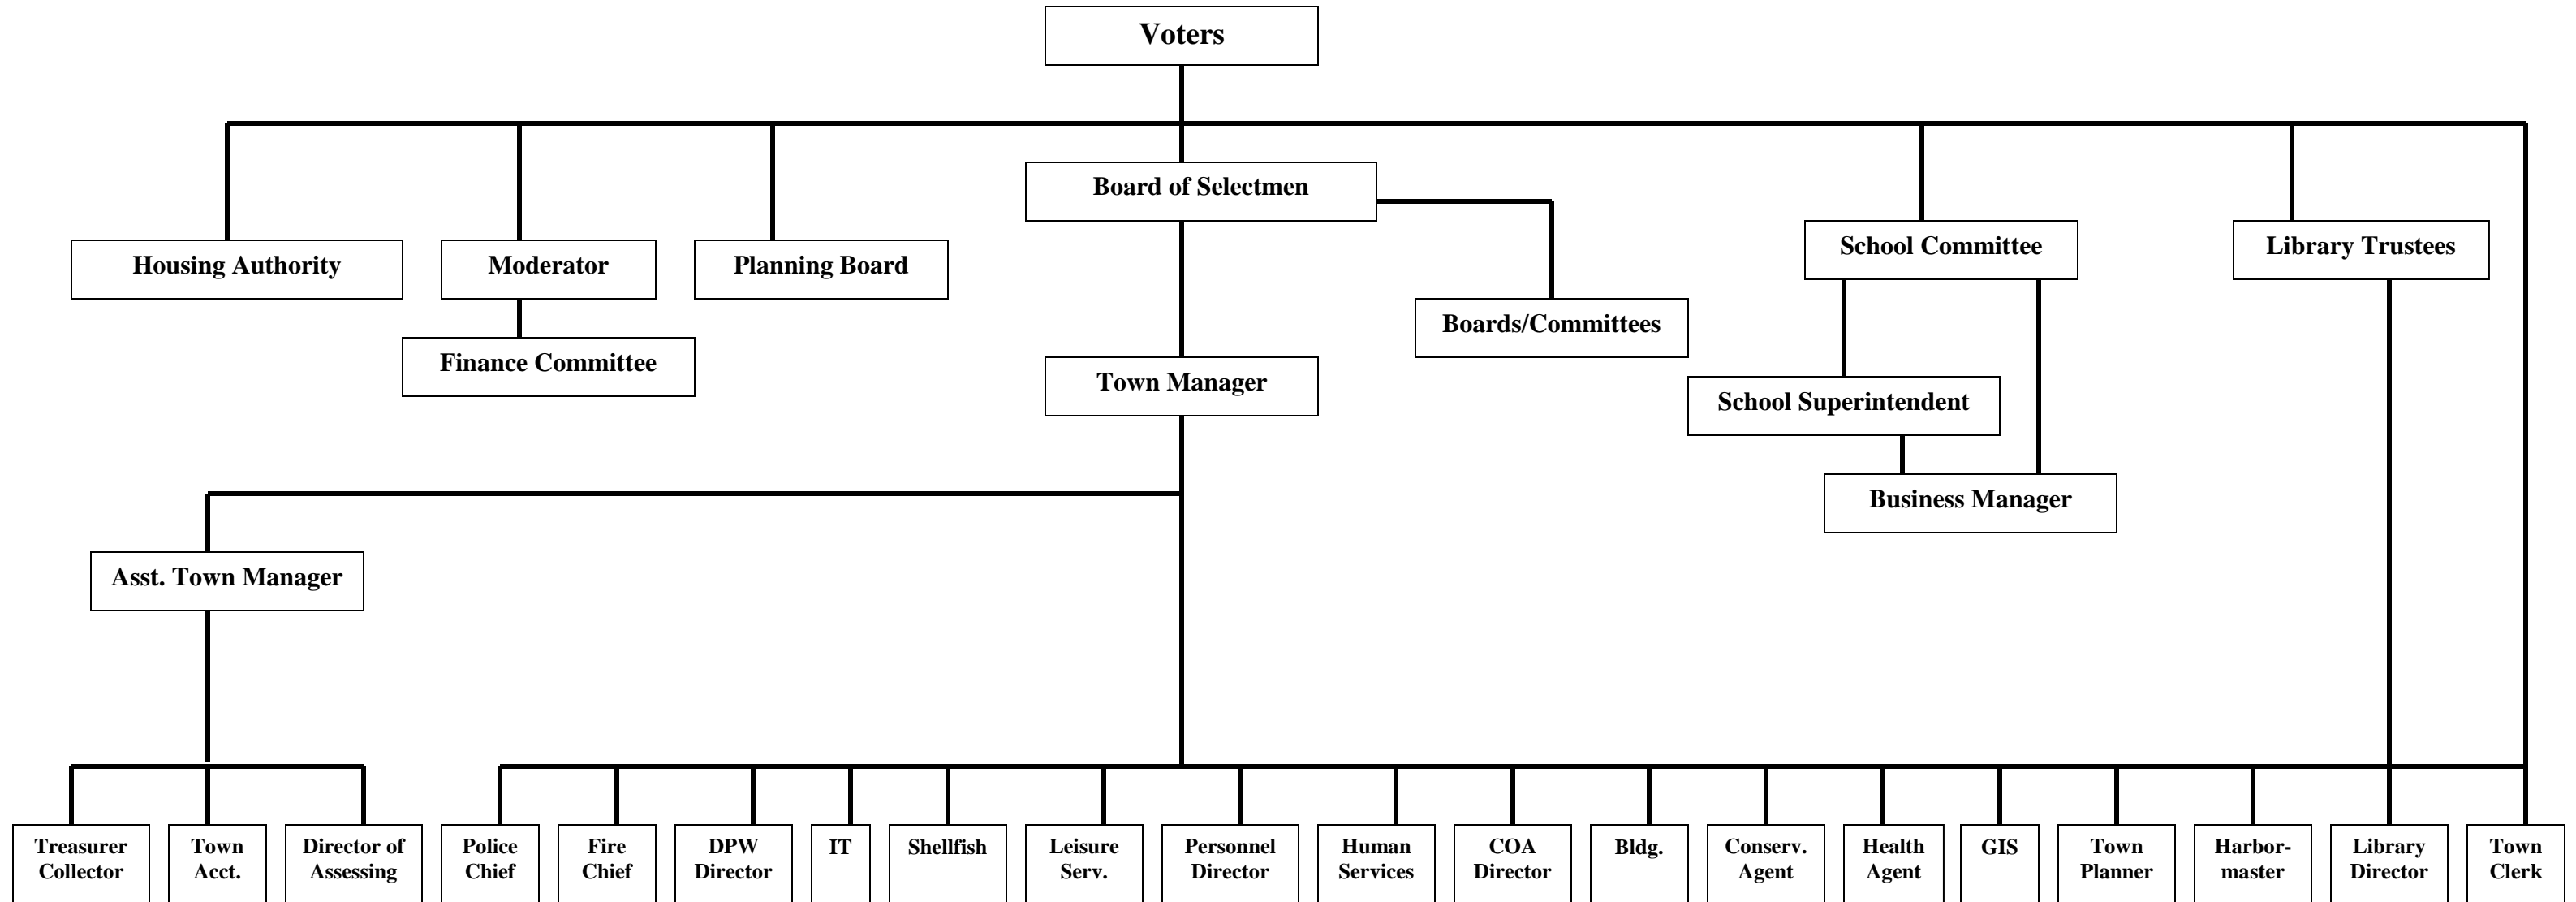 Voters
Board of Selectmen
Housing Authority
Moderator
Planning Board
School Committee
Library Trustees
Boards/Committees
Finance Committee
Town Manager
School Superintendent
Business Manager
Asst. Town Manager
Treasurer
Collector
Town
Acct.
Director of
Assessing
Police
Chief
Fire
Chief
DPW
Director
IT
Shellfish
Leisure
Serv.
Personnel
Director
Human
Services
COA
Director
Bldg.
Conserv.
Agent
Health
Agent
GIS
Town
Planner
Harbor-
master
Library
Director
Town
Clerk